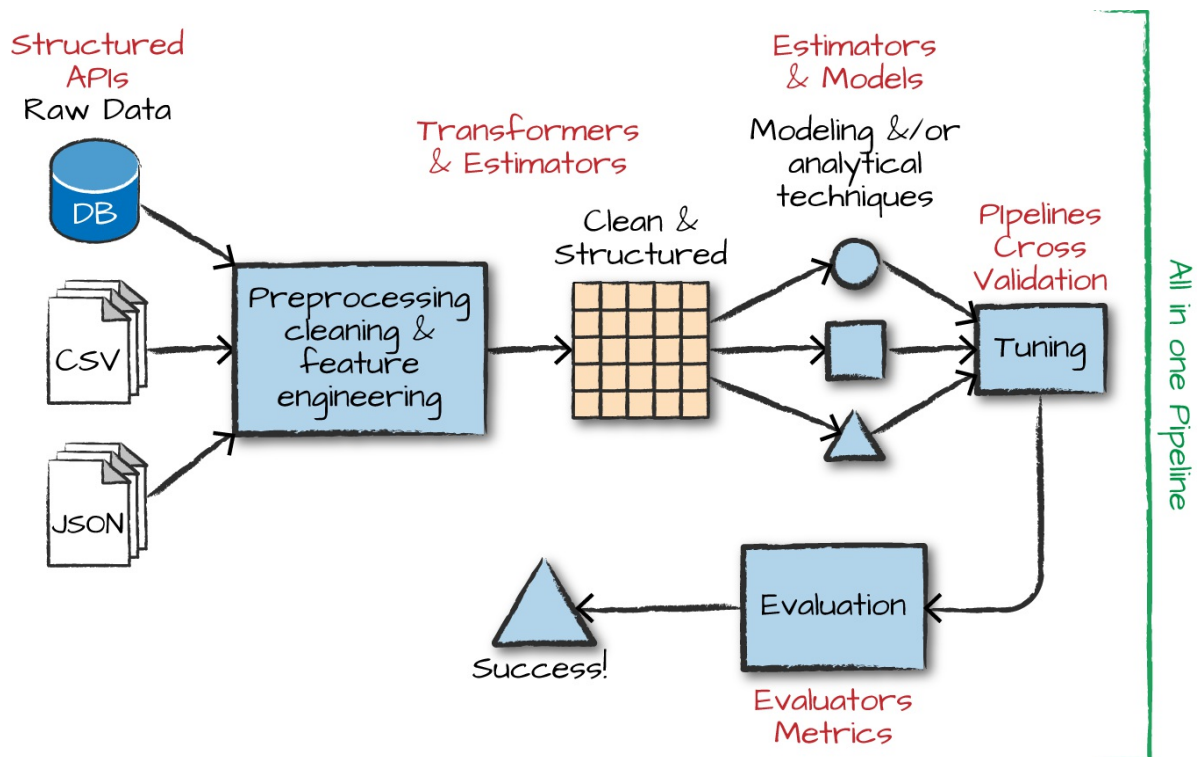 Structured
APIs
Raw Data
DB
CSV
JSON
Preprocessing
cleaning &
feature
engineering
Transformers
& Estimators
Clean &
Structured
Estimators
& Models
Modeling &/or
analytical
techniques
PIpelines
Cross
Validation
Tuning
Evaluation
Evaluators
Metrics
Success!
All in one Pipeline